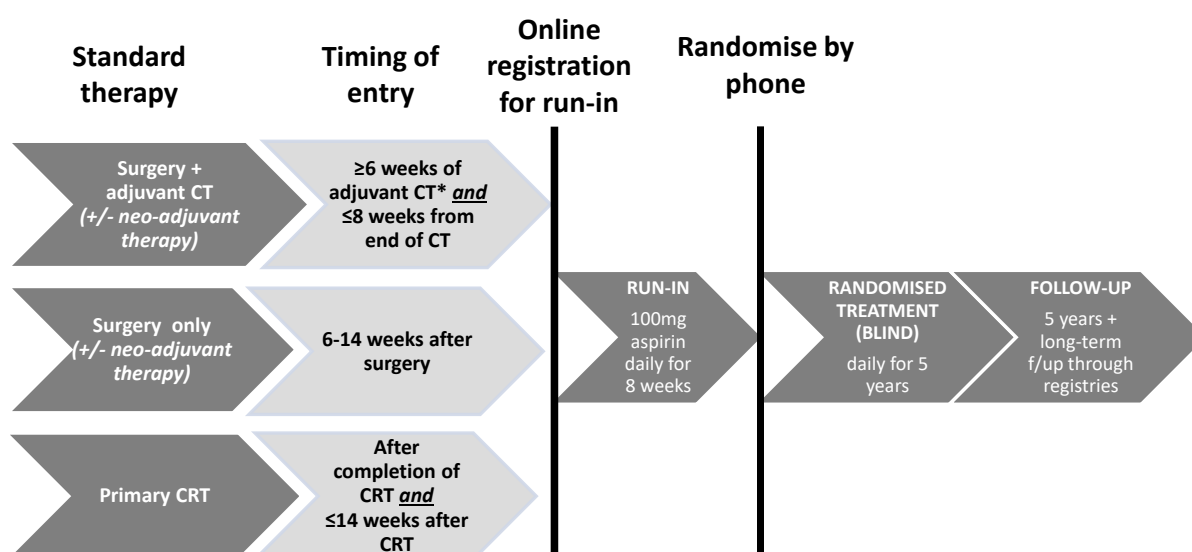 Standard
therapy
Timing of
entry
Online
registration
for run-in
Randomise by
phone
Surgery +
adjuvant CT
(+/- neo-adjuvant
therapy)
≥6 weeks of
adjuvant CT* and
≤8 weeks from
end of CT
Surgery only
(+/- neo-adjuvant
therapy)
6-14 weeks after
surgery
Primary CRT
After
completion of
CRT and
≤14 weeks after
CRT
RUN-IN
100mg
aspirin
daily for
8 weeks
RANDOMISED
TREATMENT
(BLIND)
daily for 5
years
FOLLOW-UP
5 years +
long-term
f/up through
registries